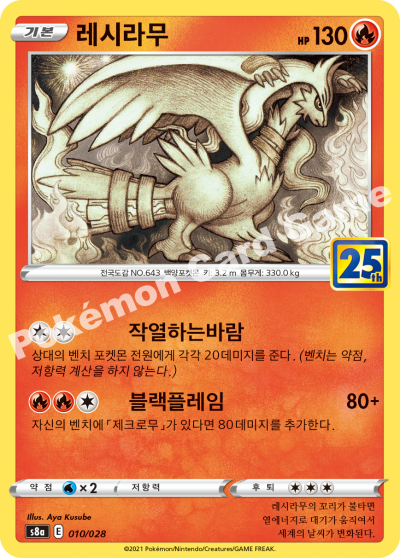 기본 레시라무 HP 130
전국도감 NO.643 백양포켓몬 키: 3.2 m 몸무게: 330.0 kg
25th
작열하는바람
상대의 벤치 포켓몬 전원에게 각각 20데미지를 준다. (벤치는 약점,
저항력 계산을 하지 않는다.)
블랙플레임 80+
자신의 벤치에 「제크로무」가 있다면 80데미지를 추가한다.
약점 ×2 저항력 후퇴
Illus. Aya Kusube
s8a E 010/028
레시라무의 꼬리가 불타면
열에너지로 대기가 움직여서
세계의 날씨가 변화된다.
©2021 Pokémon/Nintendo/Creatures/GAME FREAK.
Pokémon Card Game